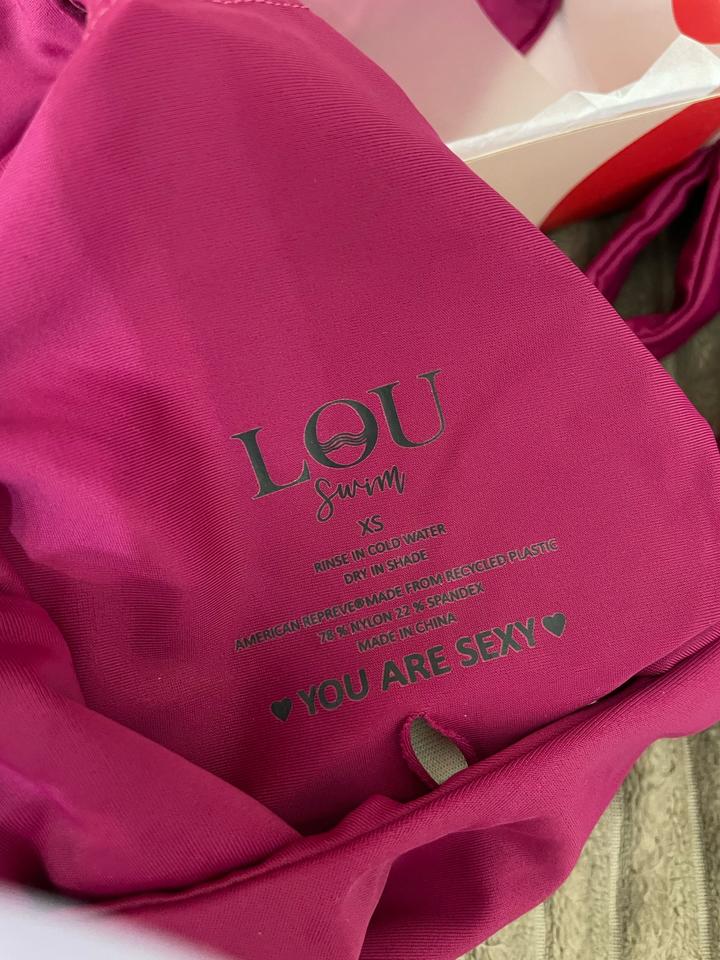 LOU
Swim
XS
RINSE IN COLD WATER
DRY IN SHADE
AMERICAN REPREVE®MADE FROM RECYCLED PLASTIC
78 % NYLON 22 % SPANDEX
MADE IN CHINA
♥ YOU ARE SEXY ♥